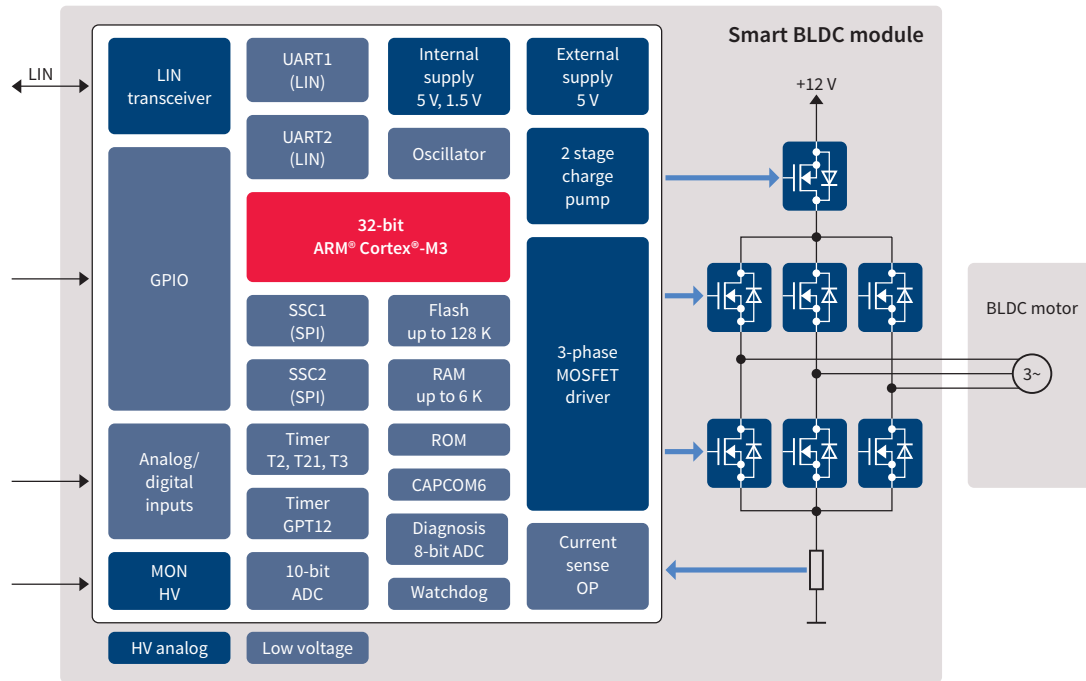 Smart BLDC module
LIN
LIN
transceiver
UART1
(LIN)
Internal
supply
5 V, 1.5 V
External
supply
5 V
+12 V
UART2
(LIN)
Oscillator
2 stage
charge
pump
32-bit
ARM® Cortex®-M3
GPIO
SSC1
(SPI)
Flash
up to 128 K
3-phase
MOSFET
driver
BLDC motor
3~
SSC2
(SPI)
RAM
up to 6 K
Analog/
digital
inputs
Timer
T2, T21, T3
ROM
CAPCOM6
Timer
GPT12
Diagnosis
8-bit ADC
Current
sense
OP
MON
HV
10-bit
ADC
Watchdog
HV analog
Low voltage